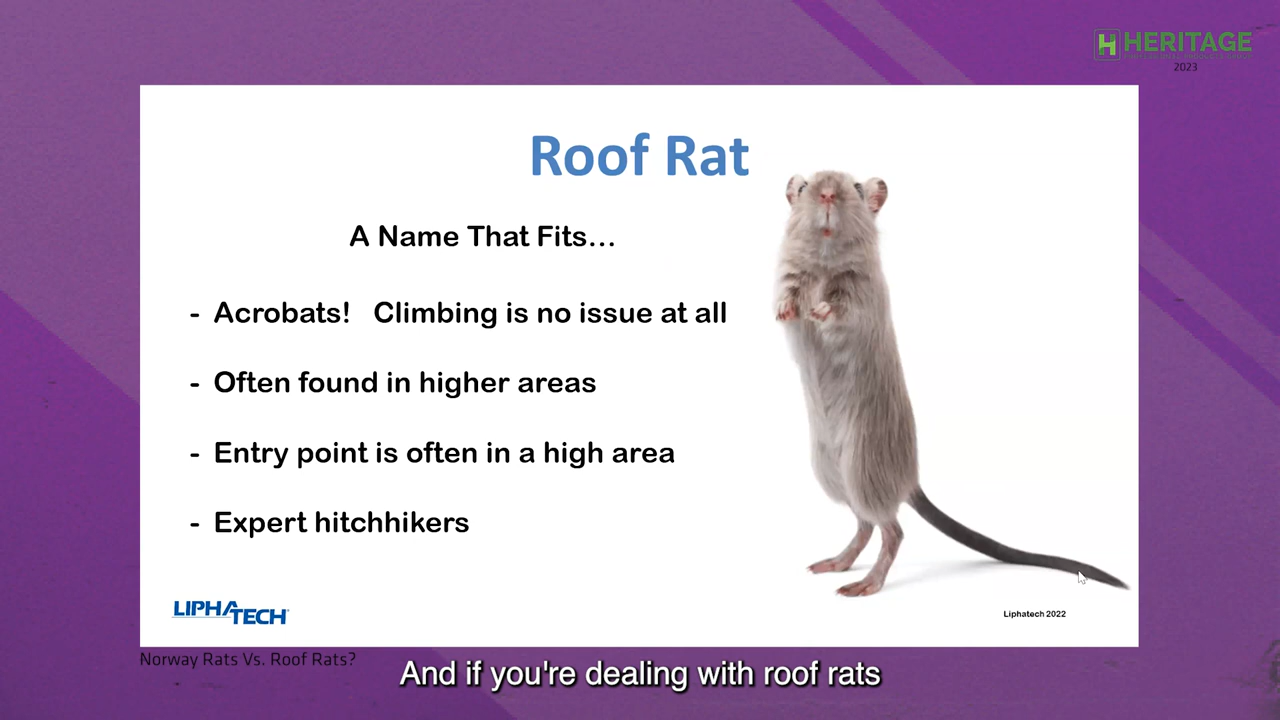 HERITAGE
2023
Roof Rat
A Name That Fits...
- Acrobats! Climbing is no issue at all
- Often found in higher areas
- Entry point is often in a high area
- Expert hitchhikers
LIPHATECH
Liphatech 2022
Norway Rats Vs. Roof Rats?
And if you're dealing with roof rats